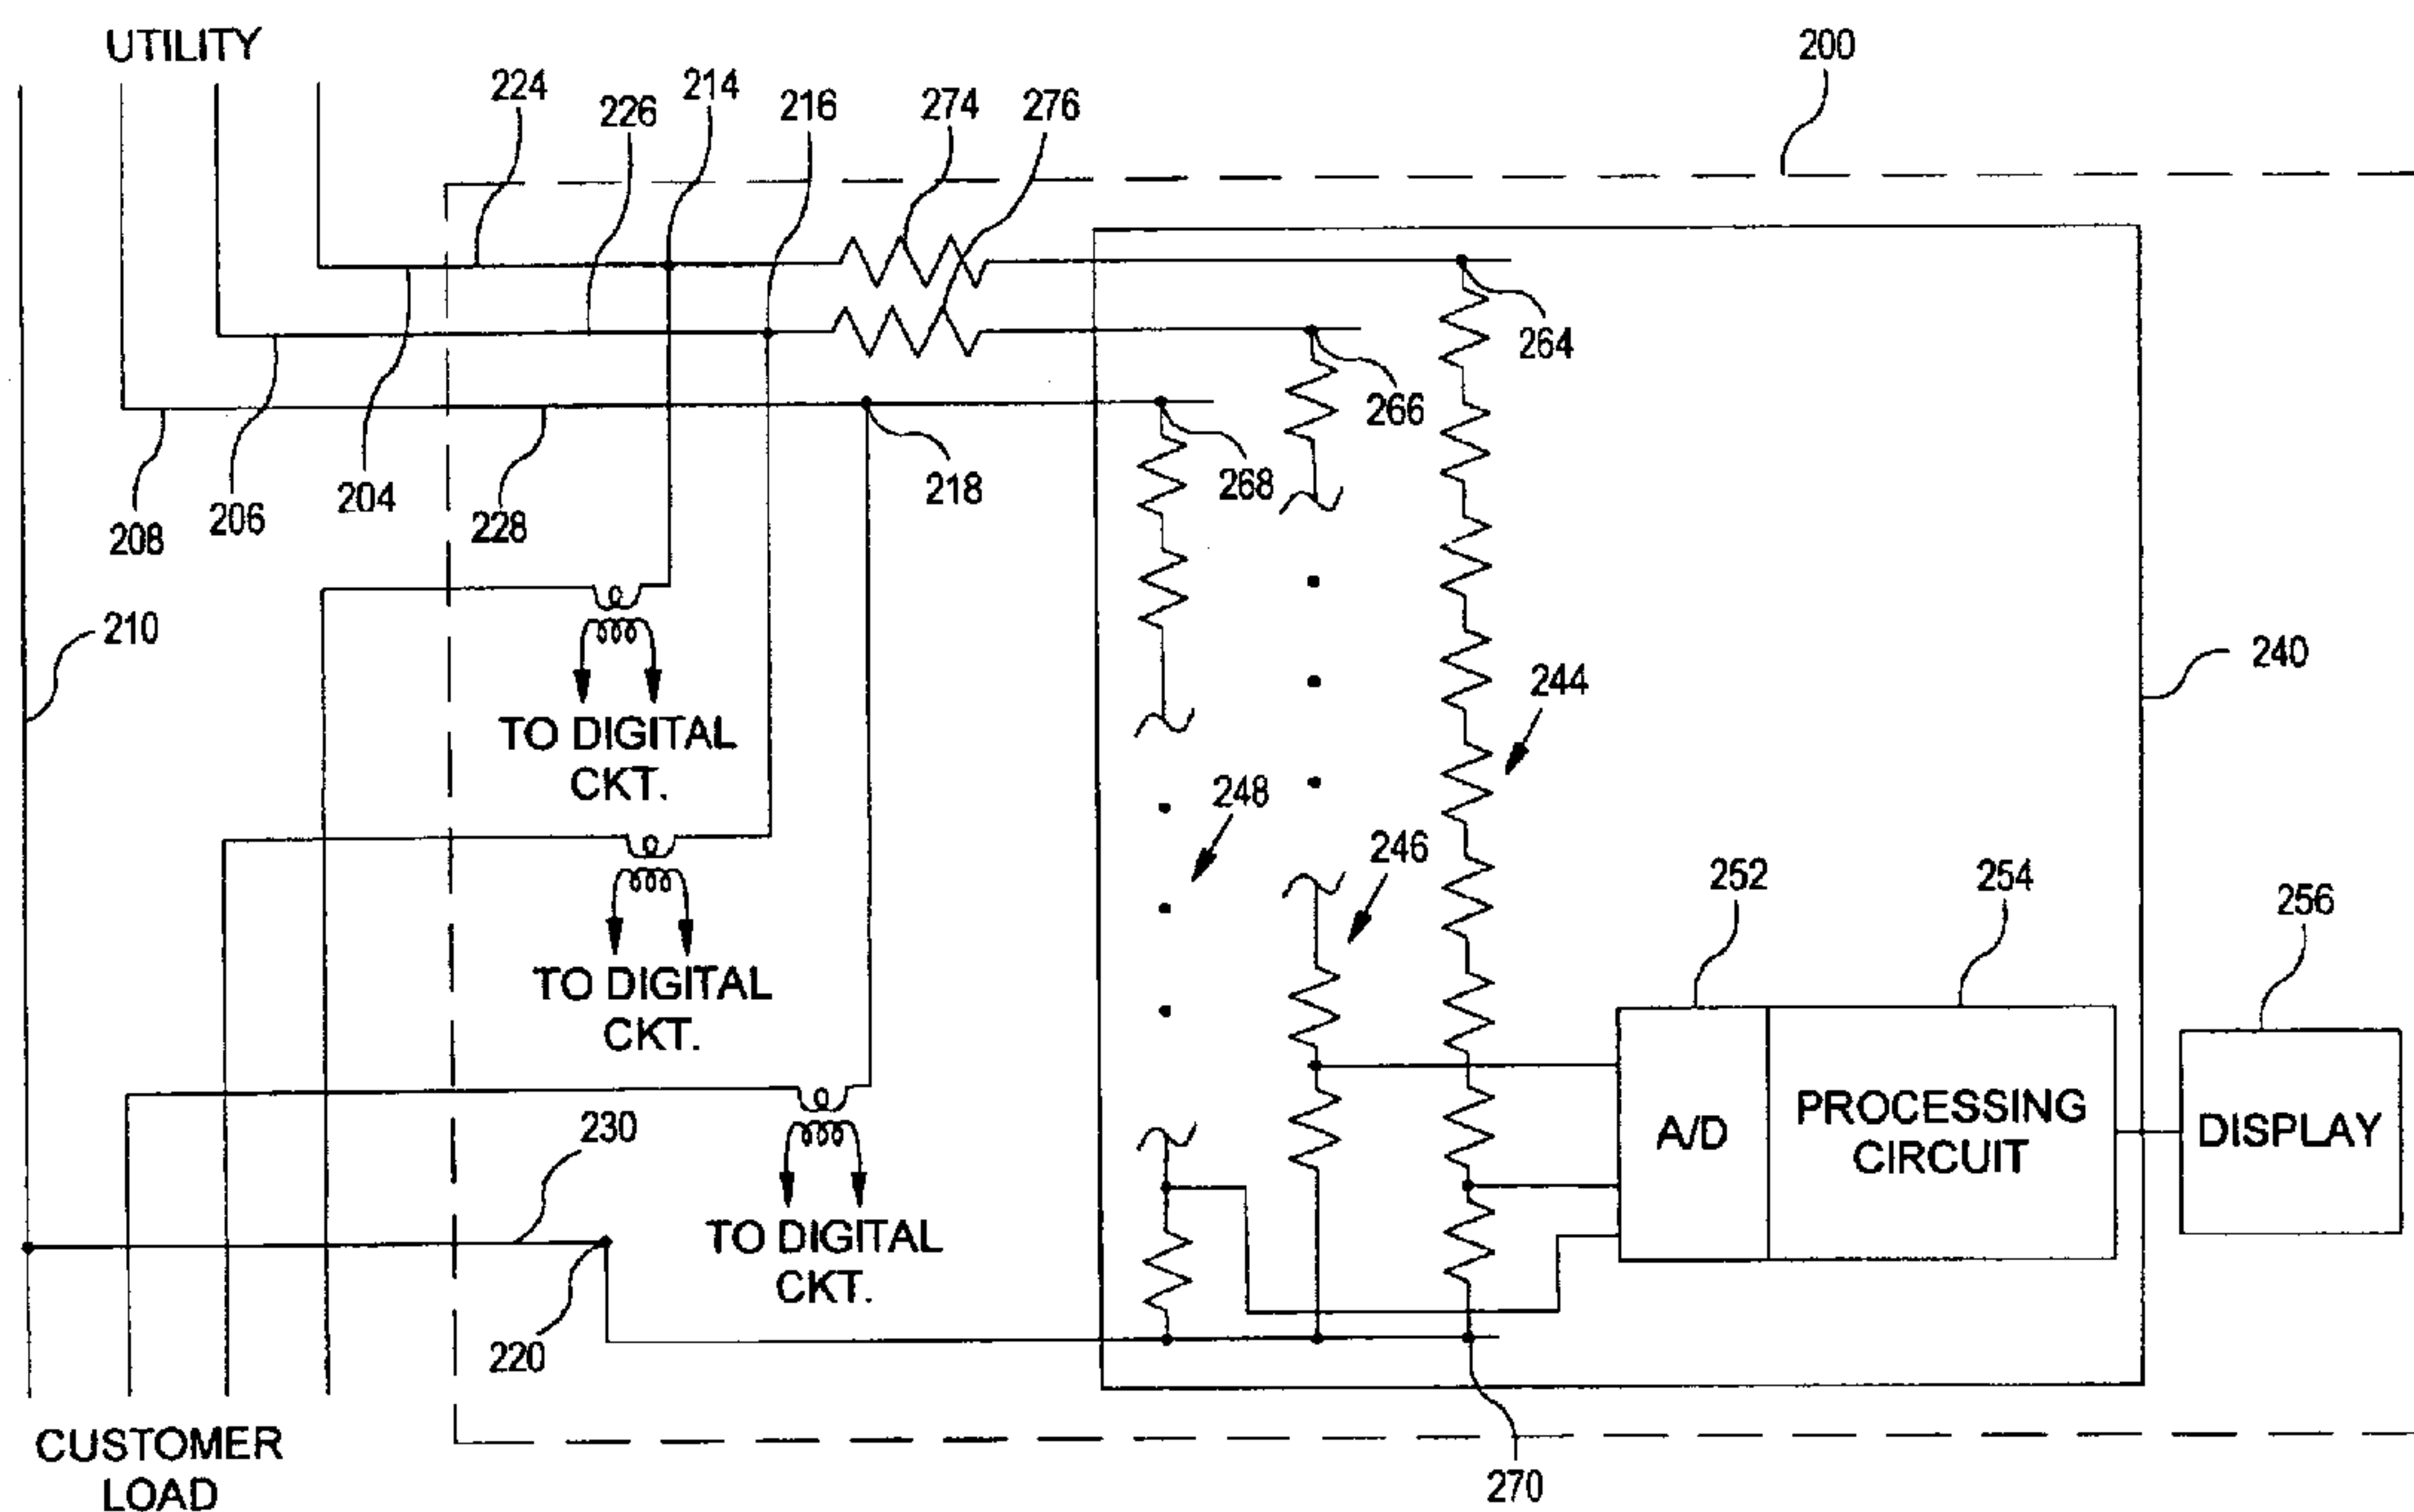 UTILITY
200
224
214
274
276
226
216
264
266
268
218
204
206
208
228
210
240
244
TO DIGITAL
CKT.
248
246
252
254
256
TO DIGITAL
CKT.
A/D
PROCESSING
CIRCUIT
DISPLAY
230
TO DIGITAL
CKT.
220
CUSTOMER
LOAD
270